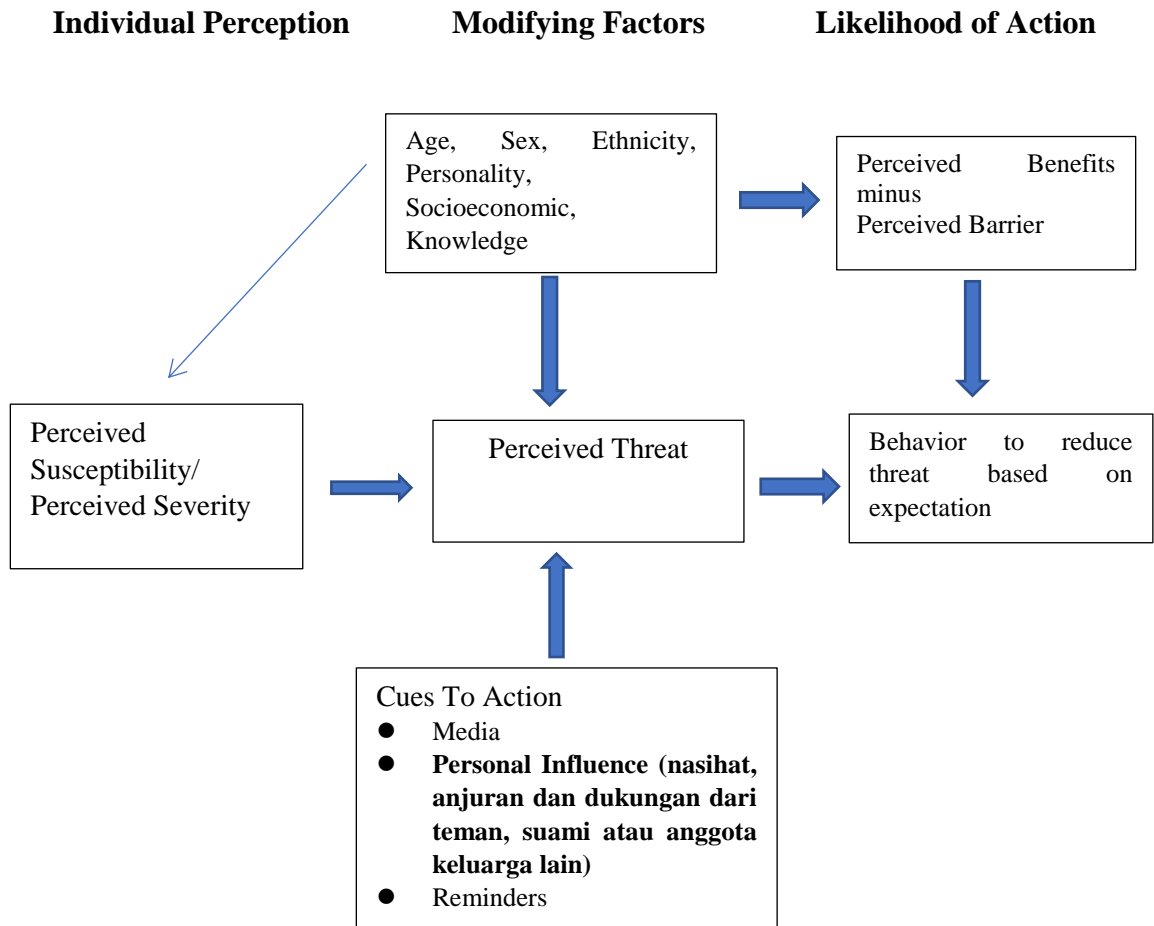 Individual Perception
Modifying Factors
Likelihood of Action
Age, Sex, Ethnicity,
Personality,
Socioeconomic,
Knowledge
Perceived Benefits
minus
Perceived Barrier
Perceived
Susceptibility/
Perceived Severity
Perceived Threat
Behavior to reduce
threat based on
expectation
Cues To Action
● Media
● Personal Influence (nasihat,
anjuran dan dukungan dari
teman, suami atau anggota
keluarga lain)
● Reminders